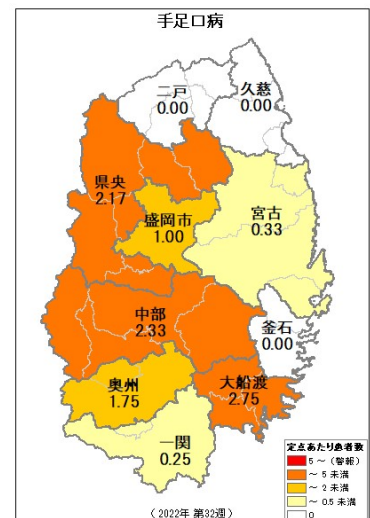 手足口病
二戸
0.00
久慈
0.00
県央
2.17
盛岡市
1.00
宮古
0.33
中部
2.33
釜石
0.00
奥州
1.75
大船渡
2.75
一関
0.25
定点あたり患者数
5～（警報）
～5未満
～2未満
～0.5未満
0
（2022年 第32週）